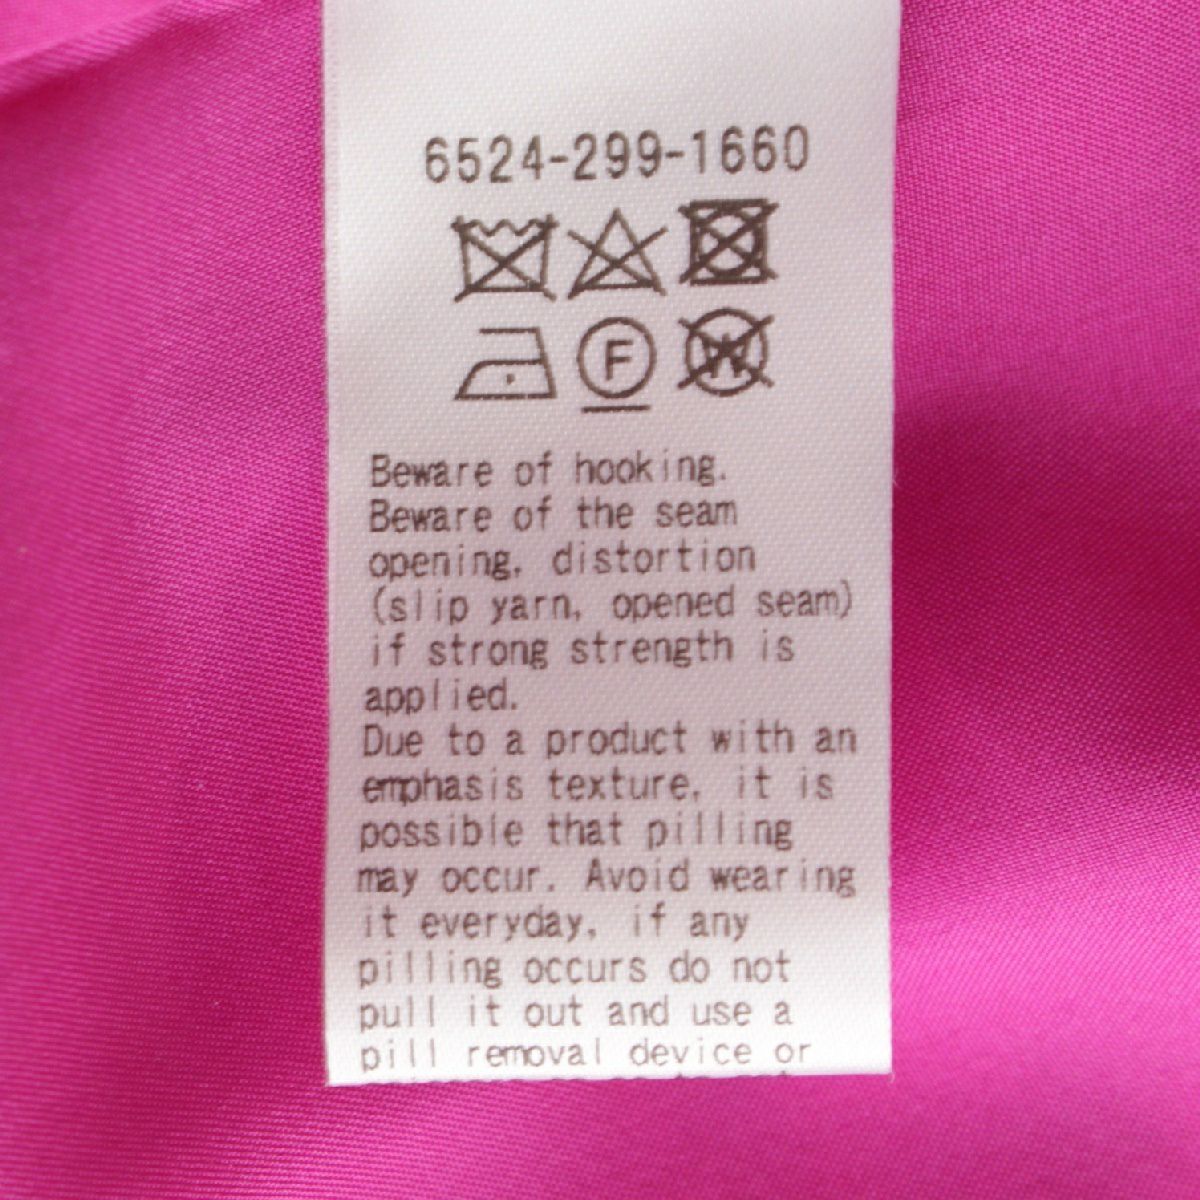 6524-299-1660
F W
Beware of hooking.
Beware of the seam
opening, distortion
(slip yarn, opened seam)
if strong strength is
applied.
Due to a product with an
emphasis texture, it is
possible that pilling
may occur. Avoid wearing
it everyday, if any
pilling occurs do not
pull it out and use a
pill removal device or